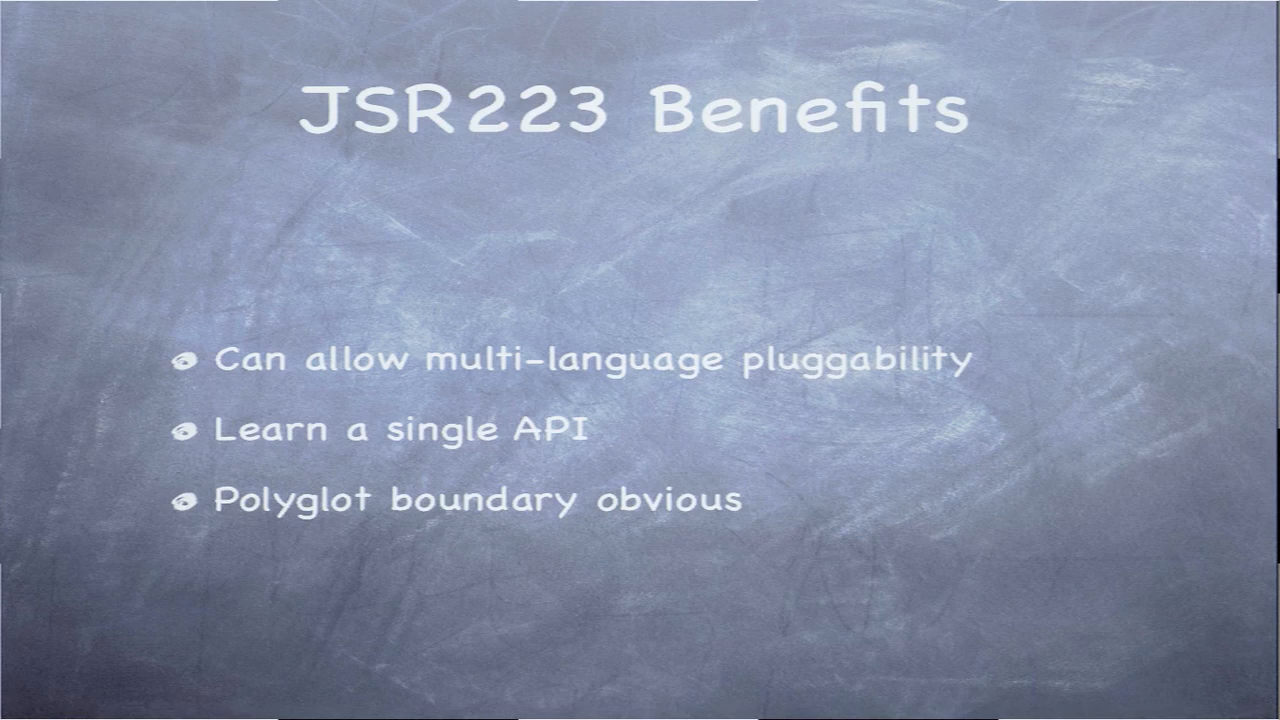 JSR223 Benefits
Can allow multi-language pluggability
Learn a single API
Polyglot boundary obvious